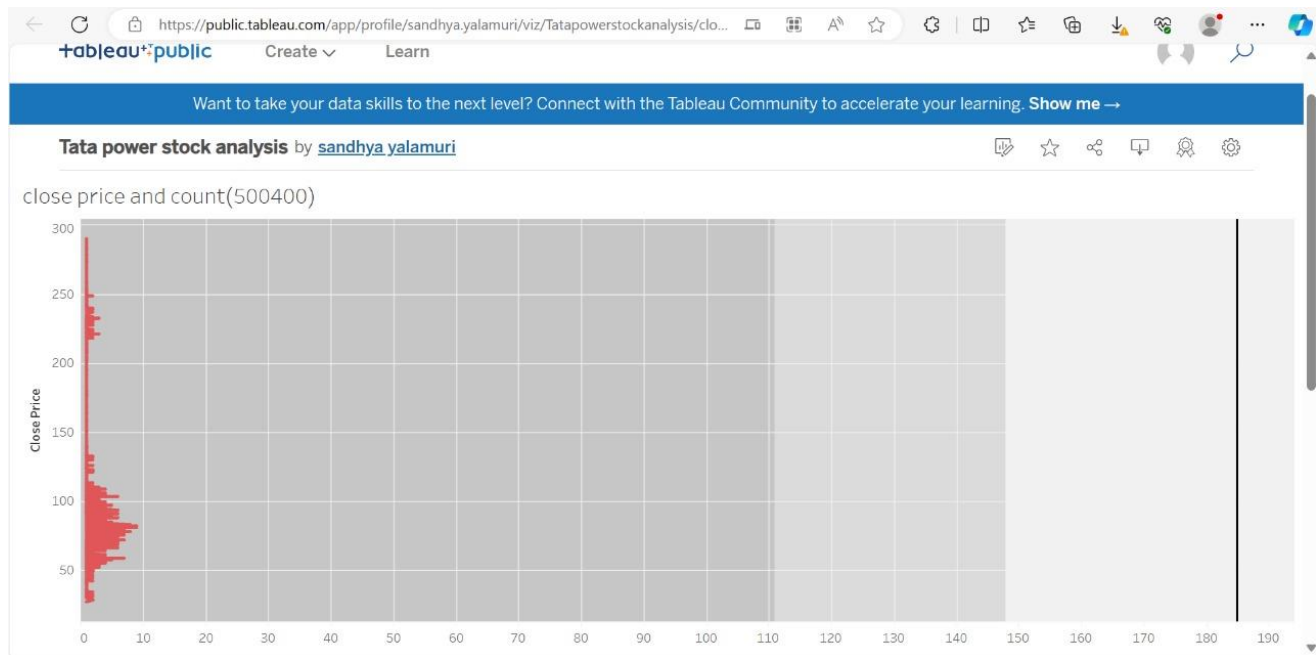 https://public.tableau.com/app/profile/sandhya.yalamuri/viz/Tatapowerstockanalysis/clo...
+ableau public Create Learn
Want to take your data skills to the next level? Connect with the Tableau Community to accelerate your learning. Show me →
Tata power stock analysis by sandhya yalamuri
close price and count(500400)
300
250
200
150
100
50
Close Price
0 10 20 30 40 50 60 70 80 90 100 110 120 130 140 150 160 170 180 190